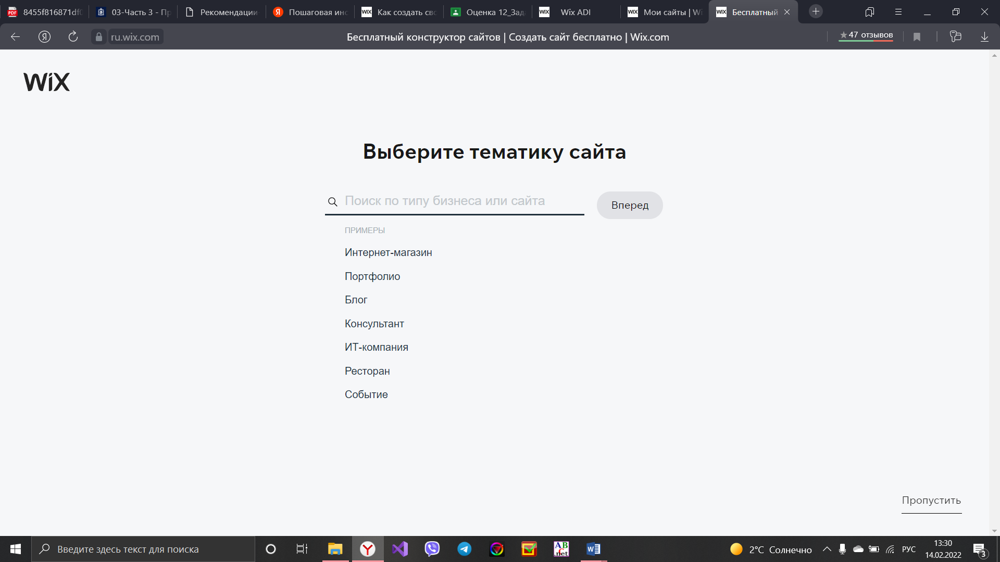 8455f816871df
03-Часть 3 - Пр
Рекомендации
Пошаговая инс
Как создать сво
Оценка 12_Зад
Wix ADI
Мои сайты | Wi
Бесплатный
ru.wix.com
Бесплатный конструктор сайтов | Создать сайт бесплатно | Wix.com
★47 отзывов
WiX
Выберите тематику сайта
Поиск по типу бизнеса или сайта
Вперед
ПРИМЕРЫ
Интернет-магазин
Портфолио
Блог
Консультант
ИТ-компания
Ресторан
Событие
Пропустить
Введите здесь текст для поиска
2°C Солнечно
РУС
13:30
14.02.2022
3